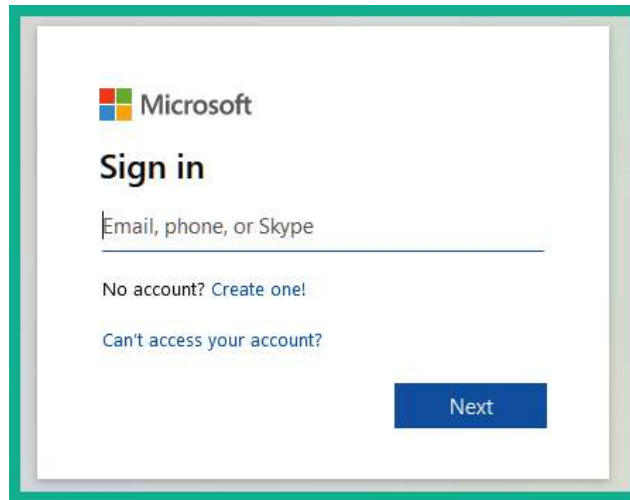 Microsoft
Sign in
Email, phone, or Skype
No account? Create one!
Can't access your account?
Next